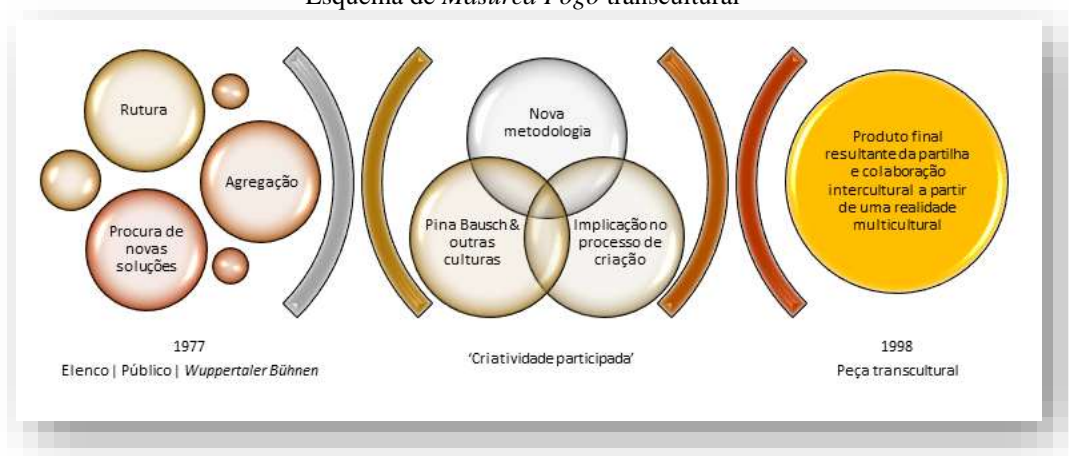 Esquema de Masurca Fogo transcultural
Rutura
Agregação
Procura de
novas
soluções
1977
Elenco | Público | Wuppertaler Bühnen
Nova
metodologia
Pina Bausch &
outras
culturas
Implicação no
processo de
criação
'Criatividade participada'
Produto final
resultante da partilha
e colaboração
intercultural a partir
de uma realidade
multicultural
1998
Peça transcultural